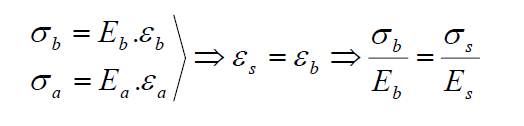 σ_b = E_b . ε_b
σ_a = E_a . ε_a ⟩ ⇒ ε_s = ε_b ⇒ σ_b / E_b = σ_s / E_s